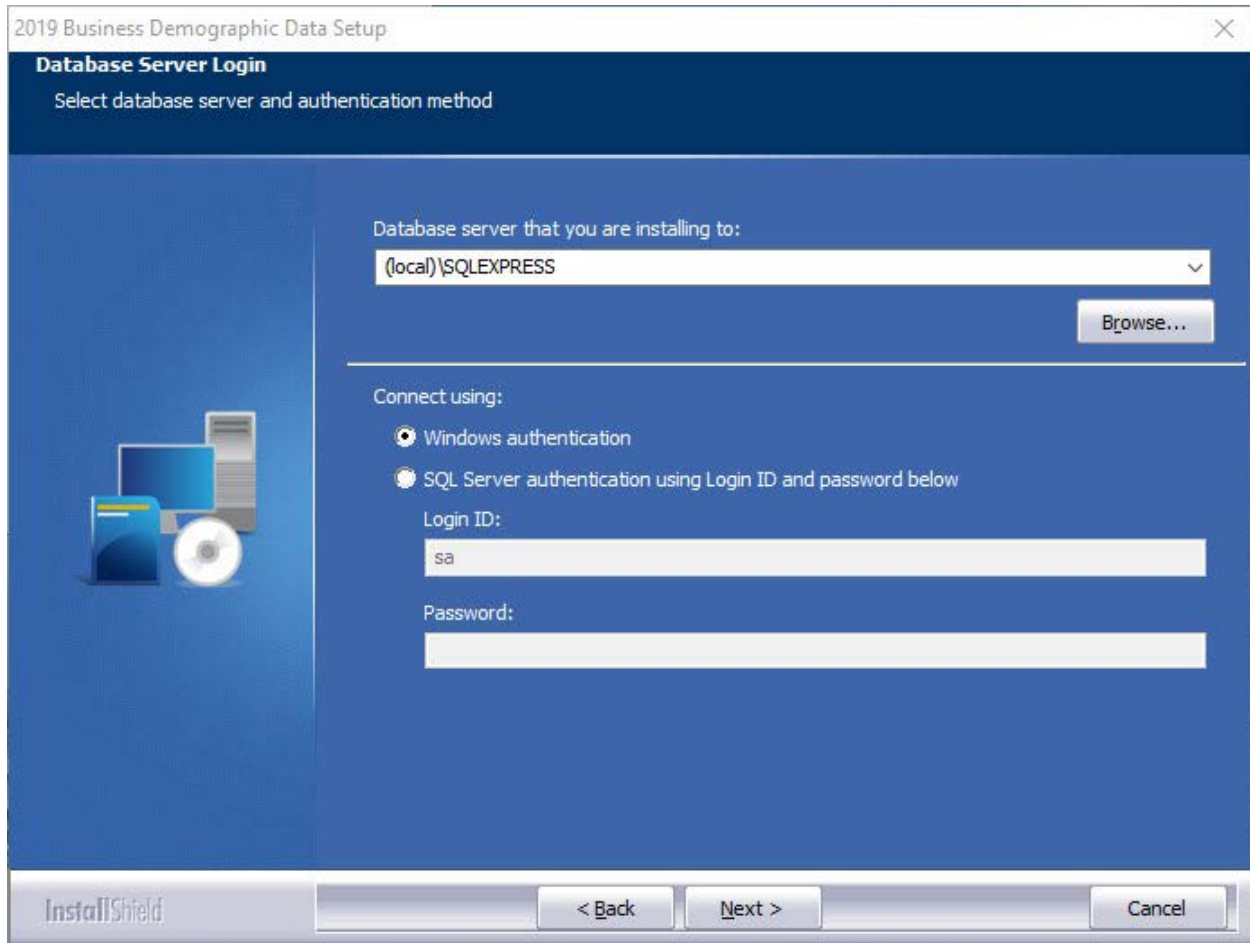 2019 Business Demographic Data Setup
Database Server Login
Select database server and authentication method
Database server that you are installing to:
(local)\SQLEXPRESS
Browse...
Connect using:
Windows authentication
SQL Server authentication using Login ID and password below
Login ID:
sa
Password:
InstallShield
< Back
Next >
Cancel